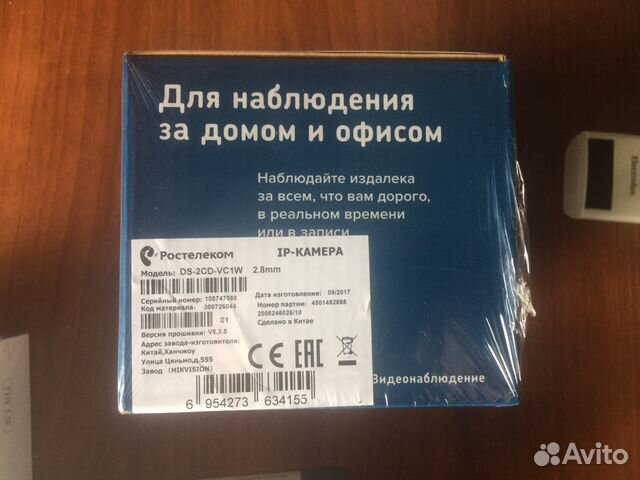 Для наблюдения
за домом и офисом
Наблюдайте издалека
за всем, что вам дорого,
в реальном времени
или в записи
Ростелеком IP-КАМЕРА
Модель: DS-2CD-VC1W 2.8mm
Серийный номер: 105747088
Код материала: 300726044
01
Версия прошивки: V5.3.5
Адрес завода-изготовителя:
Китай,Ханчжоу
Улица Цяньмо,д.555
Завод (HIKVISION)
Дата изготовления: 09/2017
Номер партии: 4501482888
2005246026/10
Сделано в Китае
CE EAC
6 954273 634155
Видеонаблюдение
Electrolux
Avito